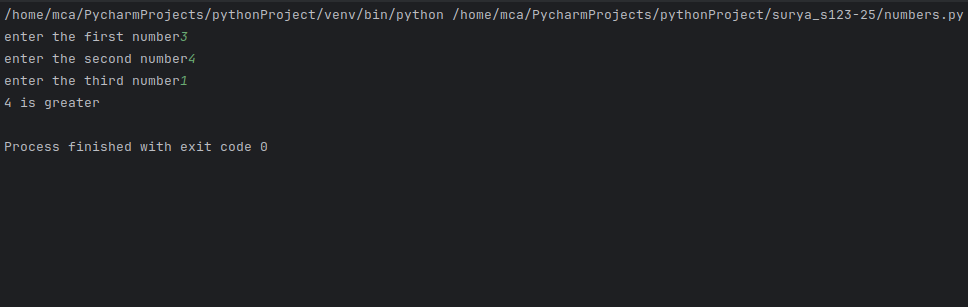 /home/mca/PycharmProjects/pythonProject/venv/bin/python /home/mca/PycharmProjects/pythonProject/surya_s123-25/numbers.py
enter the first number3
enter the second number4
enter the third number1
4 is greater
Process finished with exit code 0